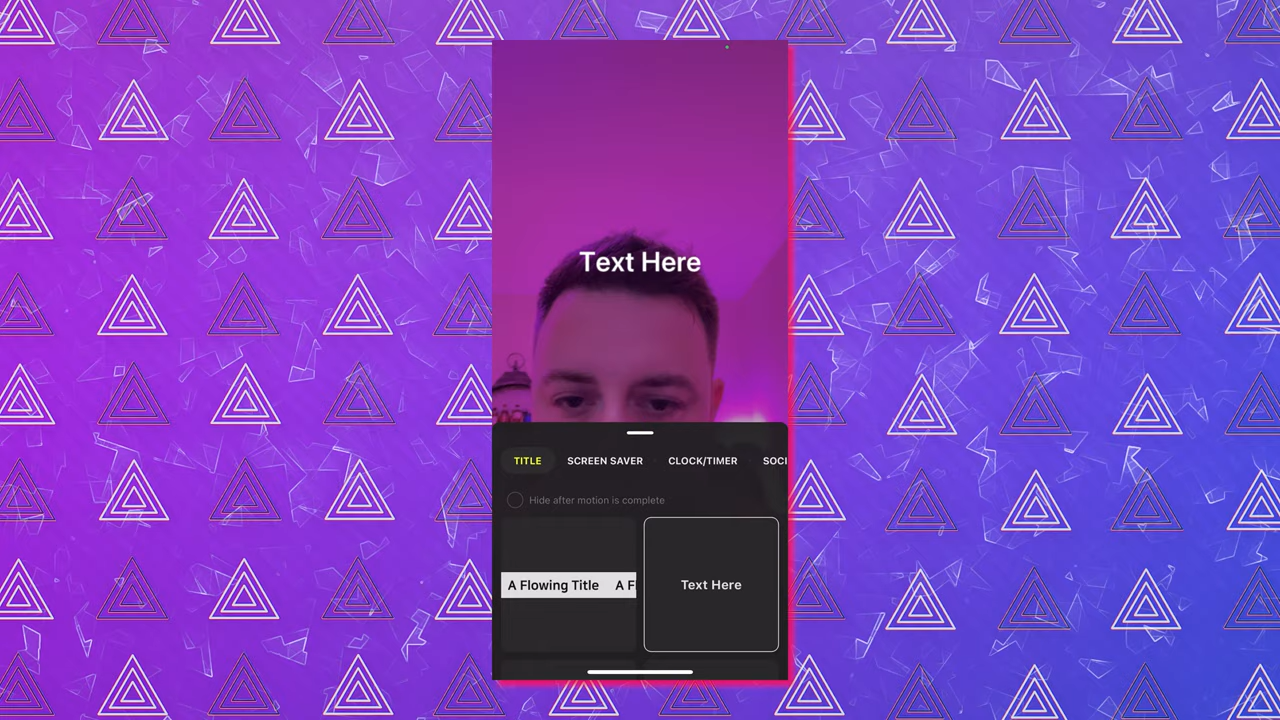 Text Here
TITLE SCREEN SAVER CLOCK/TIMER SOCI
Hide after motion is complete
A Flowing Title A F
Text Here